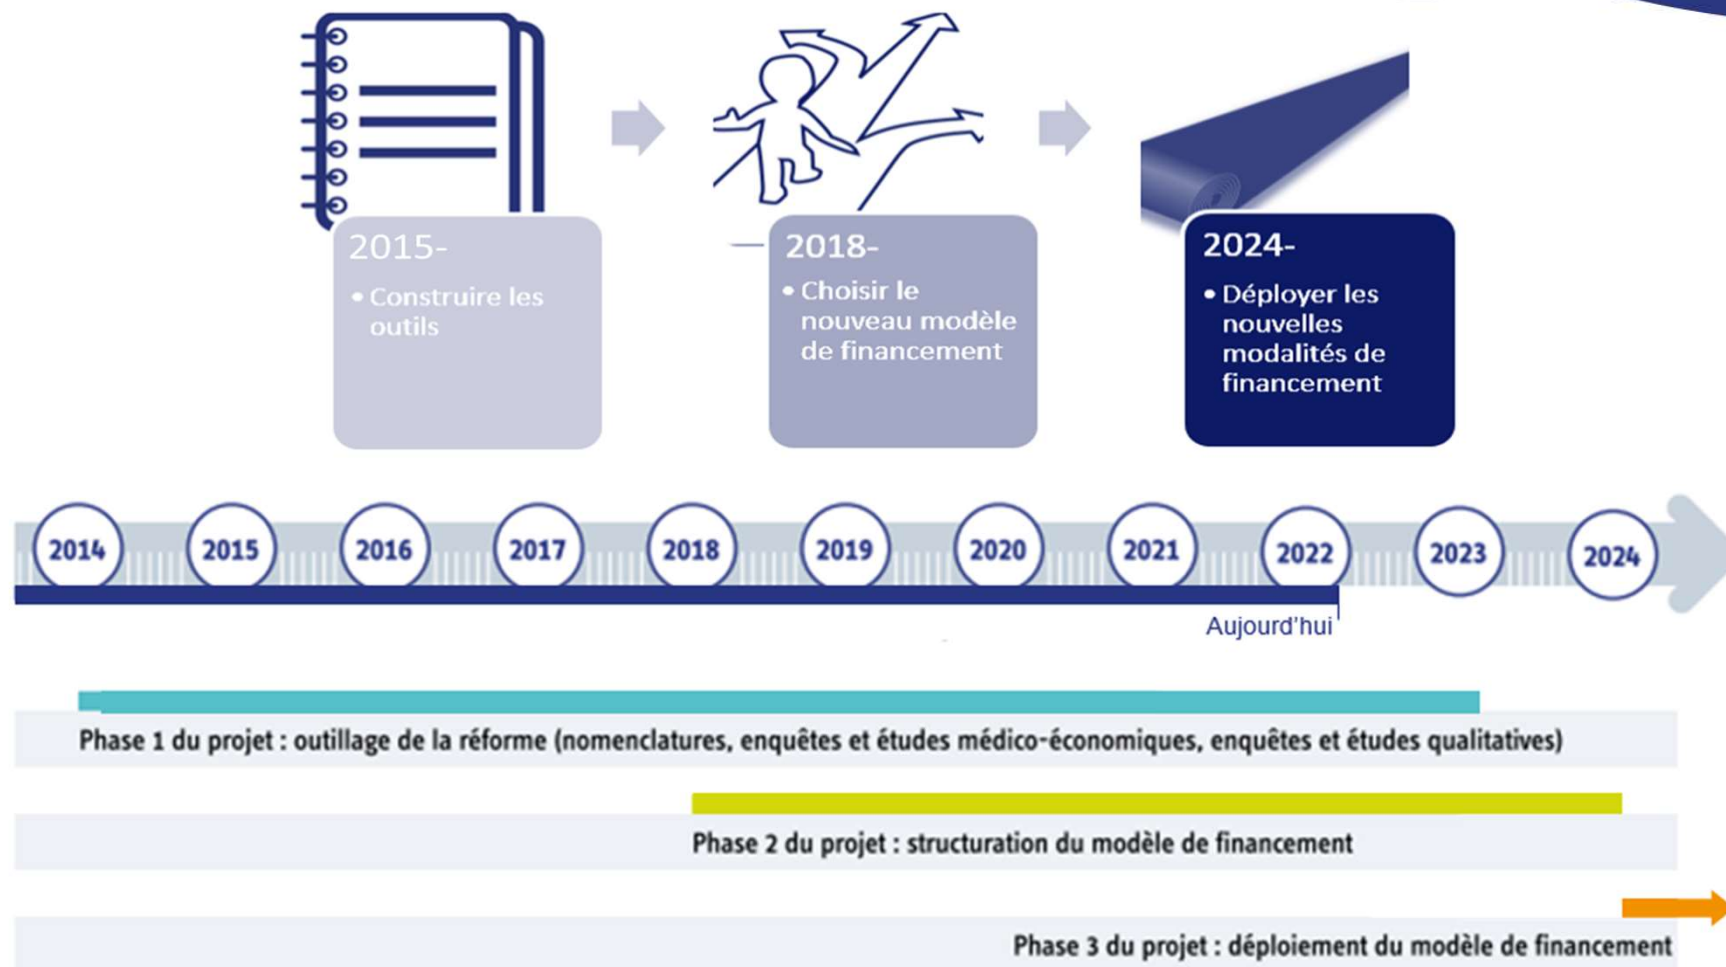 2015-
• Construire les
outils
2018-
• Choisir le
nouveau modèle
de financement
2024-
• Déployer les
nouvelles
modalités de
financement
2014 2015 2016 2017 2018 2019 2020 2021 2022 2023 2024
Aujourd'hui
Phase 1 du projet : outillage de la réforme (nomenclatures, enquêtes et études médico-économiques, enquêtes et études qualitatives)
Phase 2 du projet : structuration du modèle de financement
Phase 3 du projet : déploiement du modèle de financement